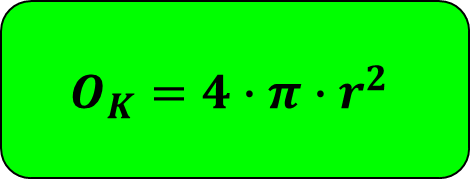 O_K = 4 · π · r²